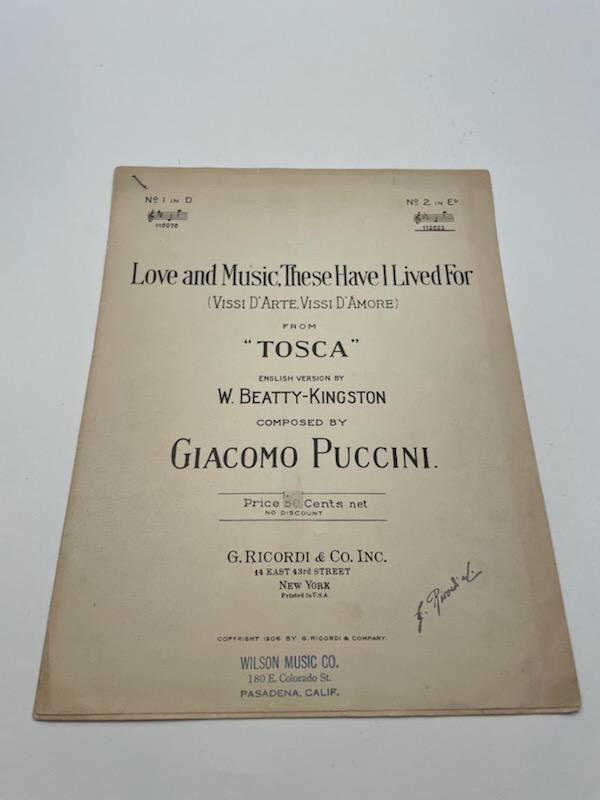 Nº 1 IN D
116076
Nº 2 IN E♭
112622
Love and Music, These Have I Lived For
(VISSI D'ARTE, VISSI D'AMORE)
FROM
"TOSCA"
ENGLISH VERSION BY
W. BEATTY-KINGSTON
COMPOSED BY
GIACOMO PUCCINI.
Price 50 Cents net
NO DISCOUNT
G. RICORDI & CO. INC.
14 EAST 43RD STREET
NEW YORK
Printed in U.S.A.
G. Ricordi
COPYRIGHT 1906 BY G. RICORDI & COMPANY.
WILSON MUSIC CO.
180 E. Colorado St.
PASADENA, CALIF.